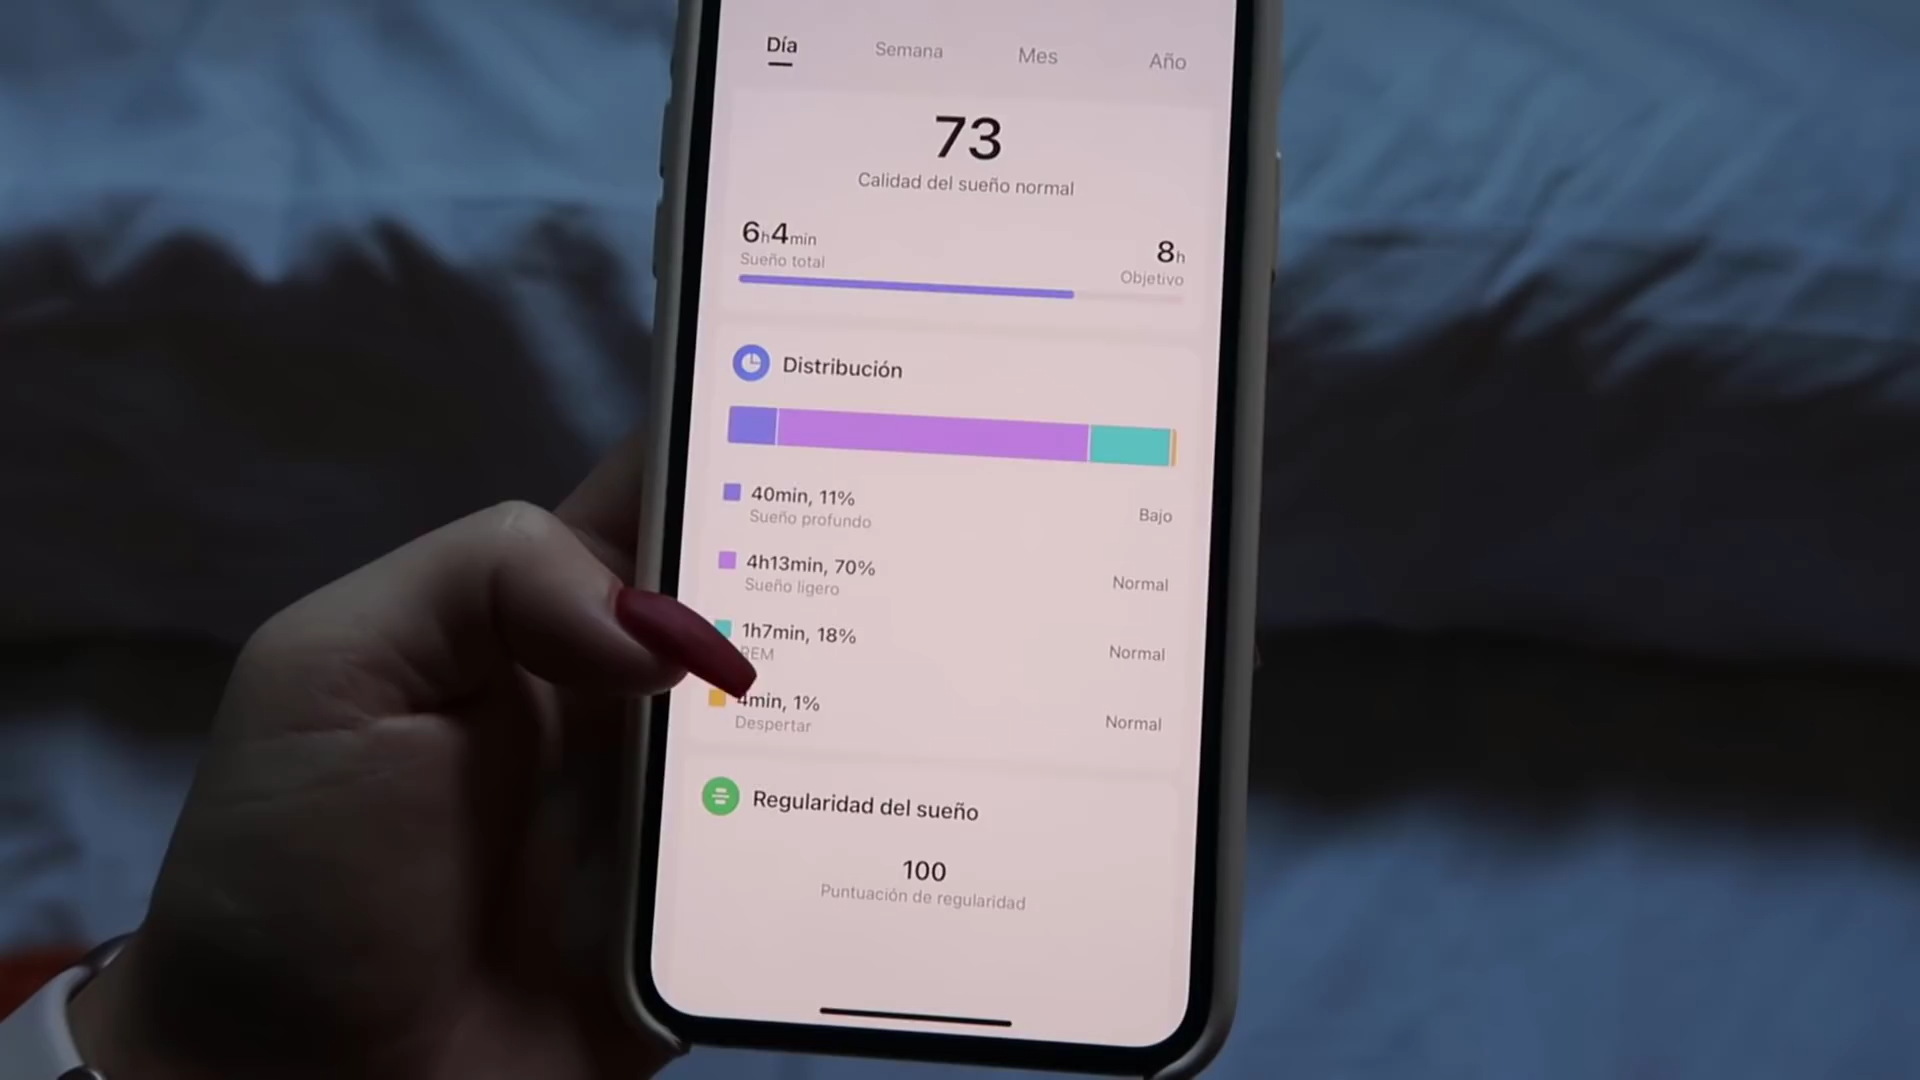 Día Semana Mes Año
73
Calidad del sueño normal
6h4min 8h
Sueño total Objetivo
Distribución
40min, 11%
Sueño profundo Bajo
4h13min, 70%
Sueño ligero Normal
1h7min, 18%
REM Normal
4min, 1%
Despertar Normal
Regularidad del sueño
100
Puntuación de regularidad